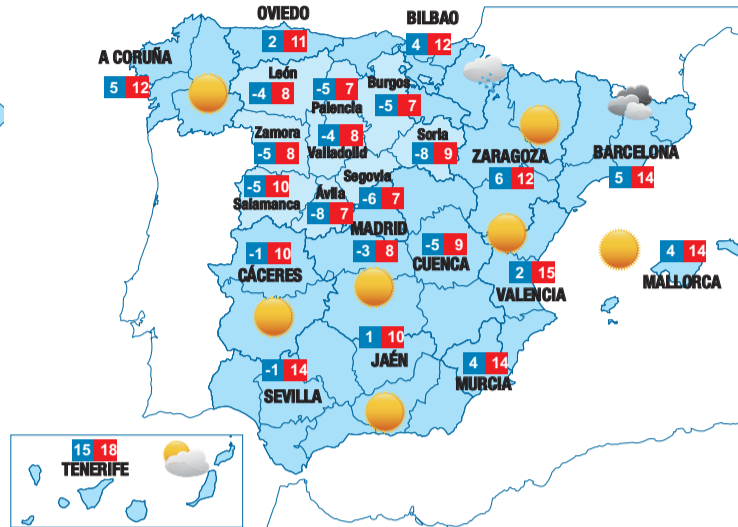 OVIEDO
2 11
BILBAO
4 12
A CORUÑA
5 12
León
-4 8
-5 7
Palencia
Burgos
-5 7
Zamora
-5 8
-4 8
Valladolid
Soria
-8 9
ZARAGOZA
6 12
BARCELONA
5 14
-5 10
Salamanca
Ávila
-8 7
Segovia
-6 7
MADRID
-3 8
-5 9
CUENCA
-1 10
CÁCERES
2 15
VALENCIA
4 14
MALLORCA
1 10
JAÉN
-1 14
SEVILLA
4 14
MURCIA
15 18
TENERIFE